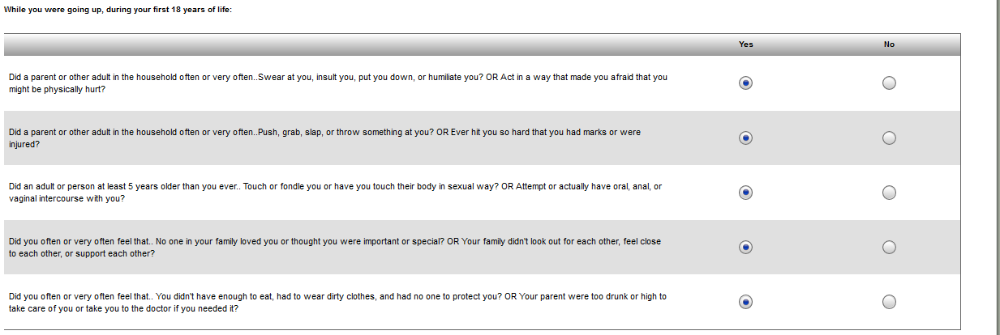 While you were going up, during your first 18 years of life:
Yes No
Did a parent or other adult in the household often or very often..Swear at you, insult you, put you down, or humiliate you? OR Act in a way that made you afraid that you
might be physically hurt?
Did a parent or other adult in the household often or very often..Push, grab, slap, or throw something at you? OR Ever hit you so hard that you had marks or were
injured?
Did an adult or person at least 5 years older than you ever.. Touch or fondle you or have you touch their body in sexual way? OR Attempt or actually have oral, anal, or
vaginal intercourse with you?
Did you often or very often feel that.. No one in your family loved you or thought you were important or special? OR Your family didn't look out for each other, feel close
to each other, or support each other?
Did you often or very often feel that.. You didn't have enough to eat, had to wear dirty clothes, and had no one to protect you? OR Your parent were too drunk or high to
take care of you or take you to the doctor if you needed it?